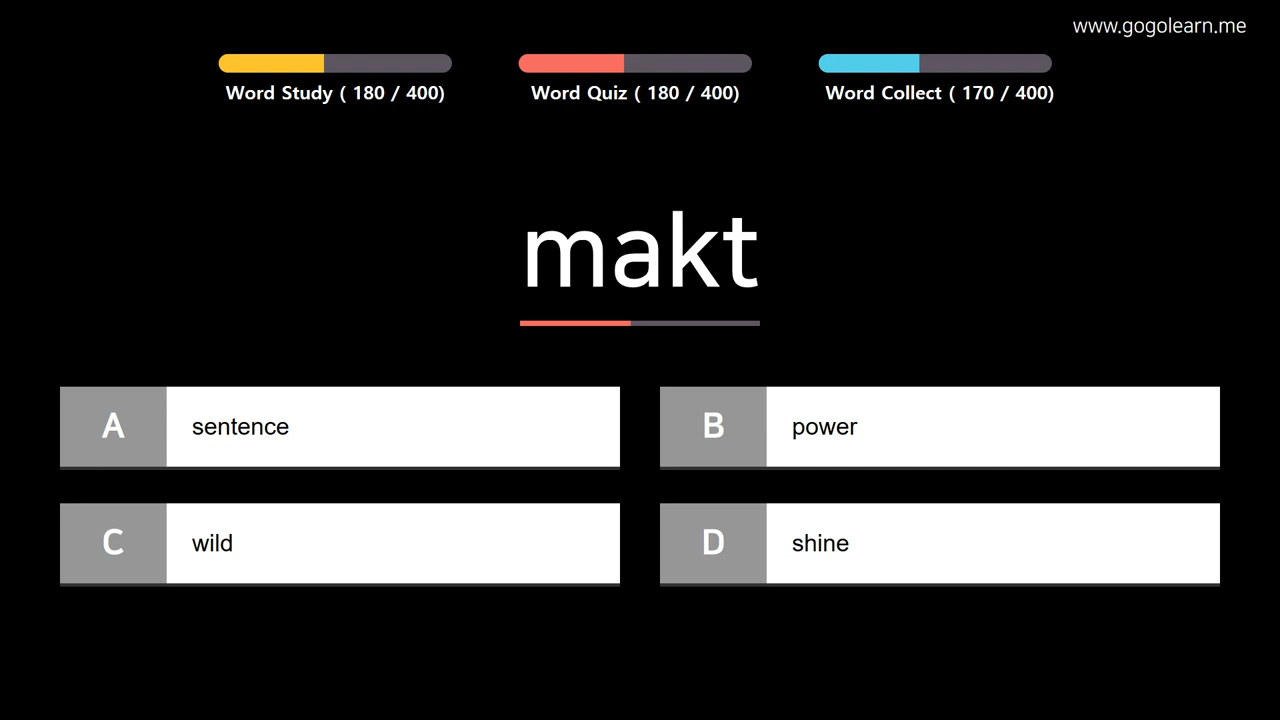 www.gogolearn.me
Word Study ( 180 / 400)
Word Quiz ( 180 / 400)
Word Collect ( 170 / 400)
makt
A sentence
B power
C wild
D shine